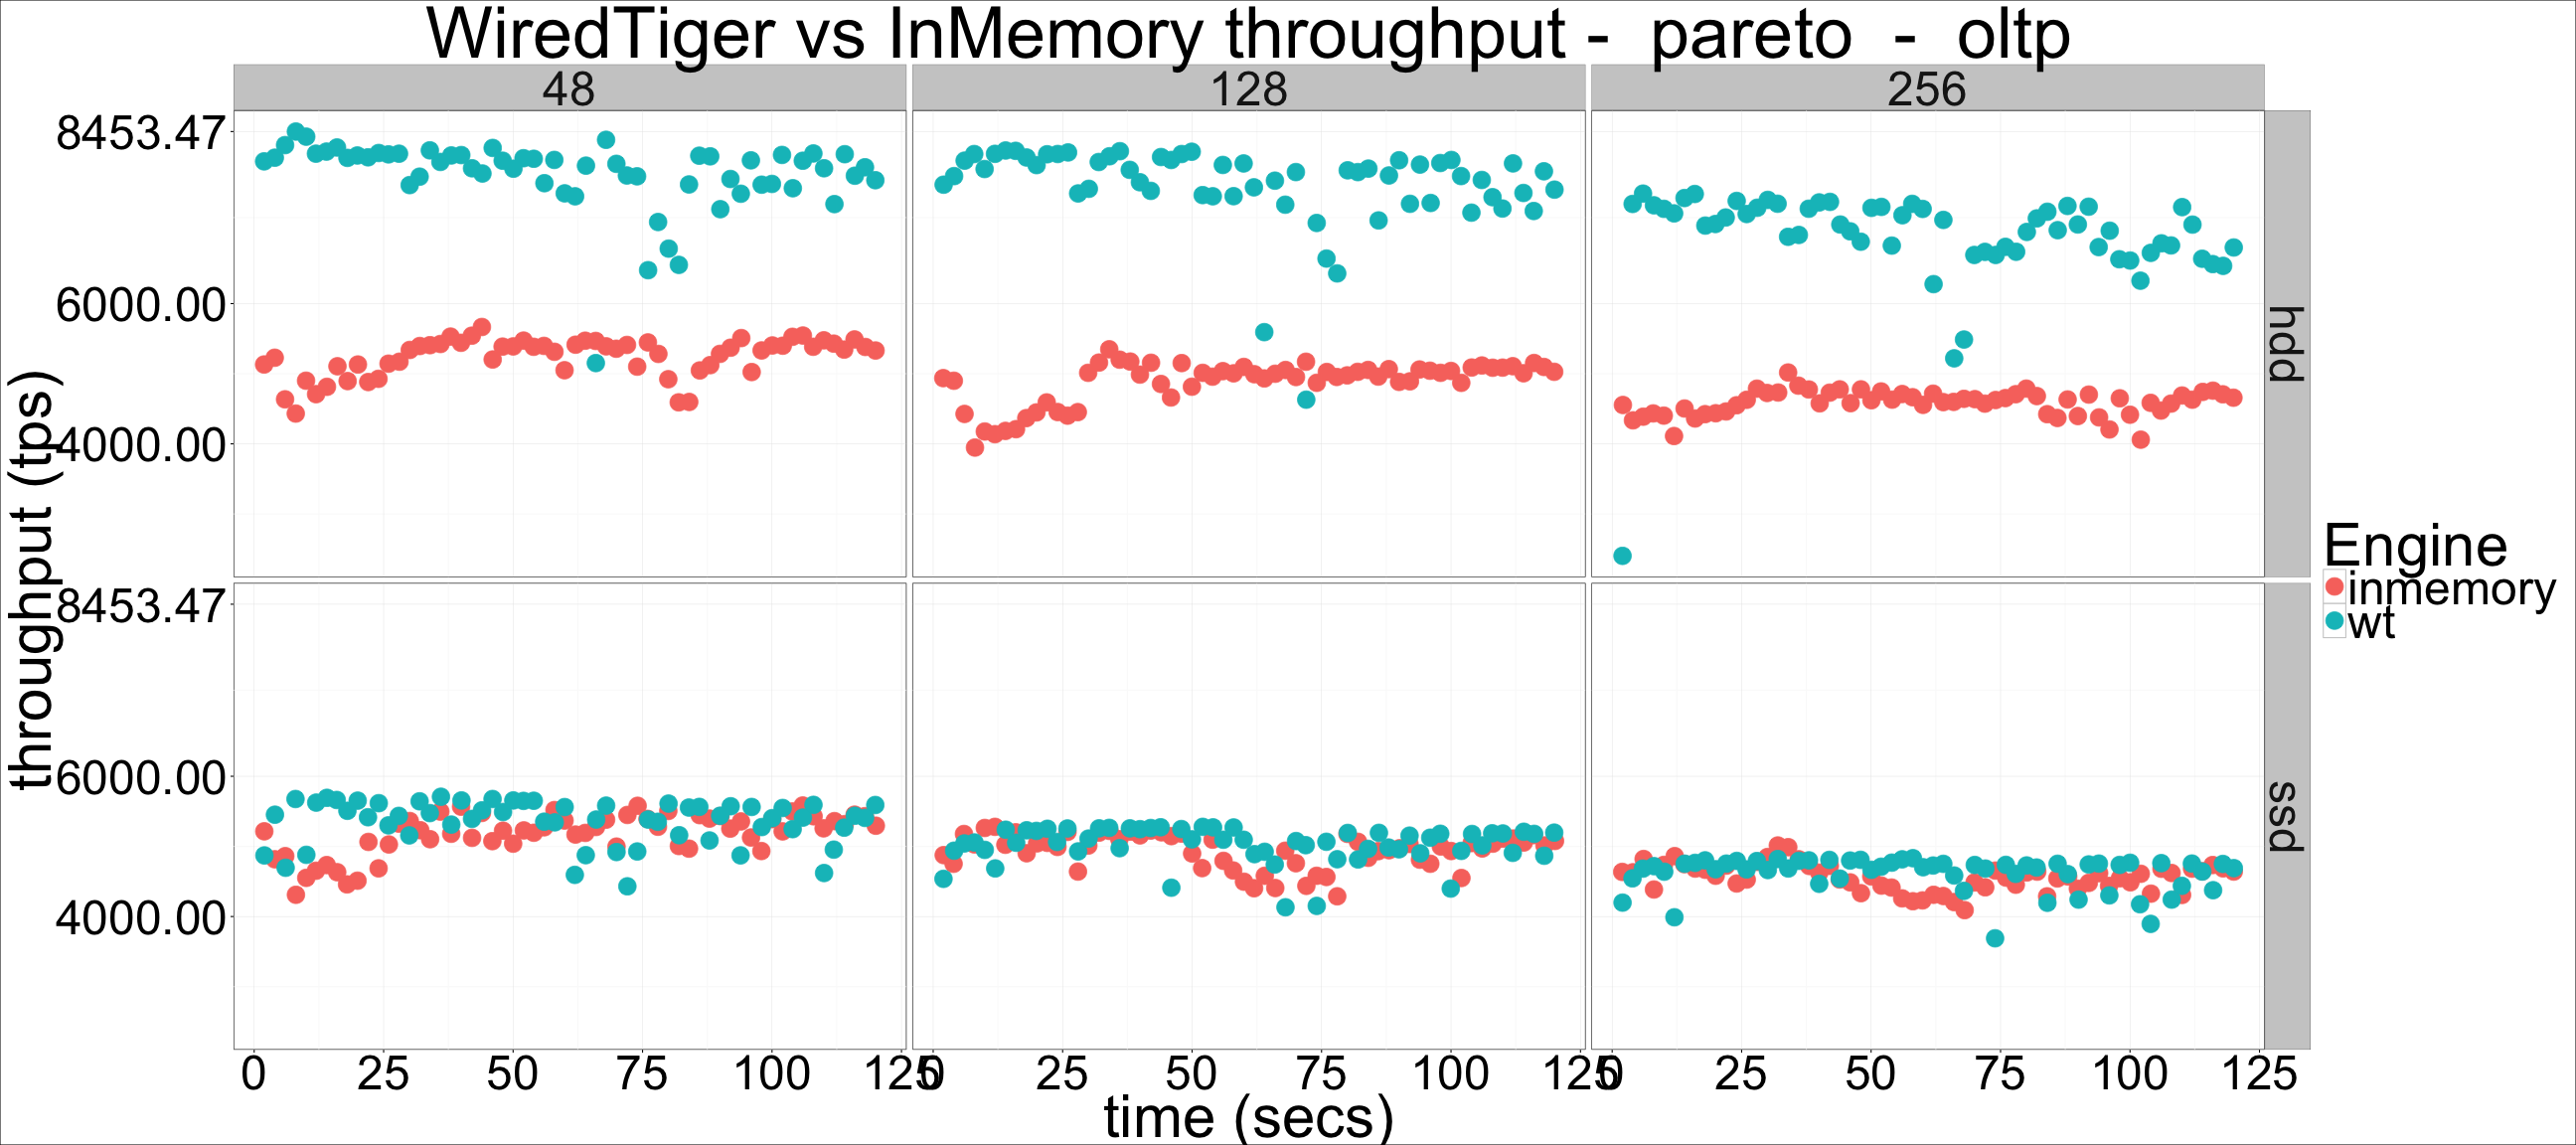 WiredTiger vs InMemory throughput - pareto - oltp
48 128 256
8453.47
6000.00
4000.00
hdd
8453.47
6000.00
4000.00
ssd
throughput (tps)
0 25 50 75 100 125 0 25 50 75 100 125 0 25 50 75 100 125
time (secs)
Engine
inmemory
wt